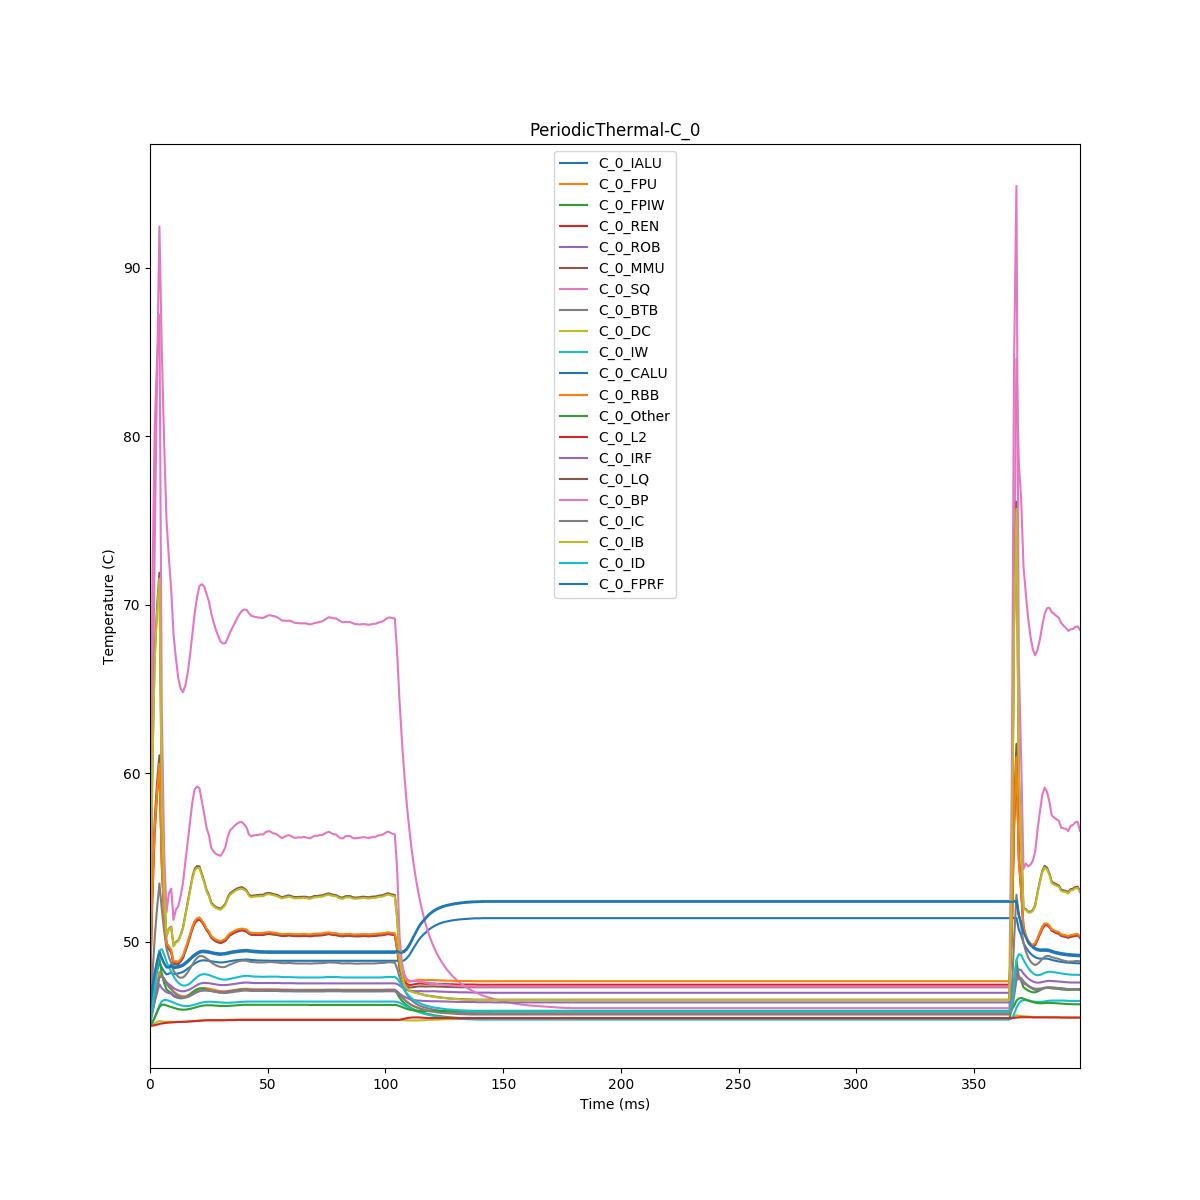 PeriodicThermal-C_0
C_0_IALU
C_0_FPU
C_0_FPIW
C_0_REN
C_0_ROB
C_0_MMU
C_0_SQ
C_0_BTB
C_0_DC
C_0_IW
C_0_CALU
C_0_RBB
C_0_Other
C_0_L2
C_0_IRF
C_0_LQ
C_0_BP
C_0_IC
C_0_IB
C_0_ID
C_0_FPRF
90
80
70
60
50
Temperature (C)
0 50 100 150 200 250 300 350
Time (ms)